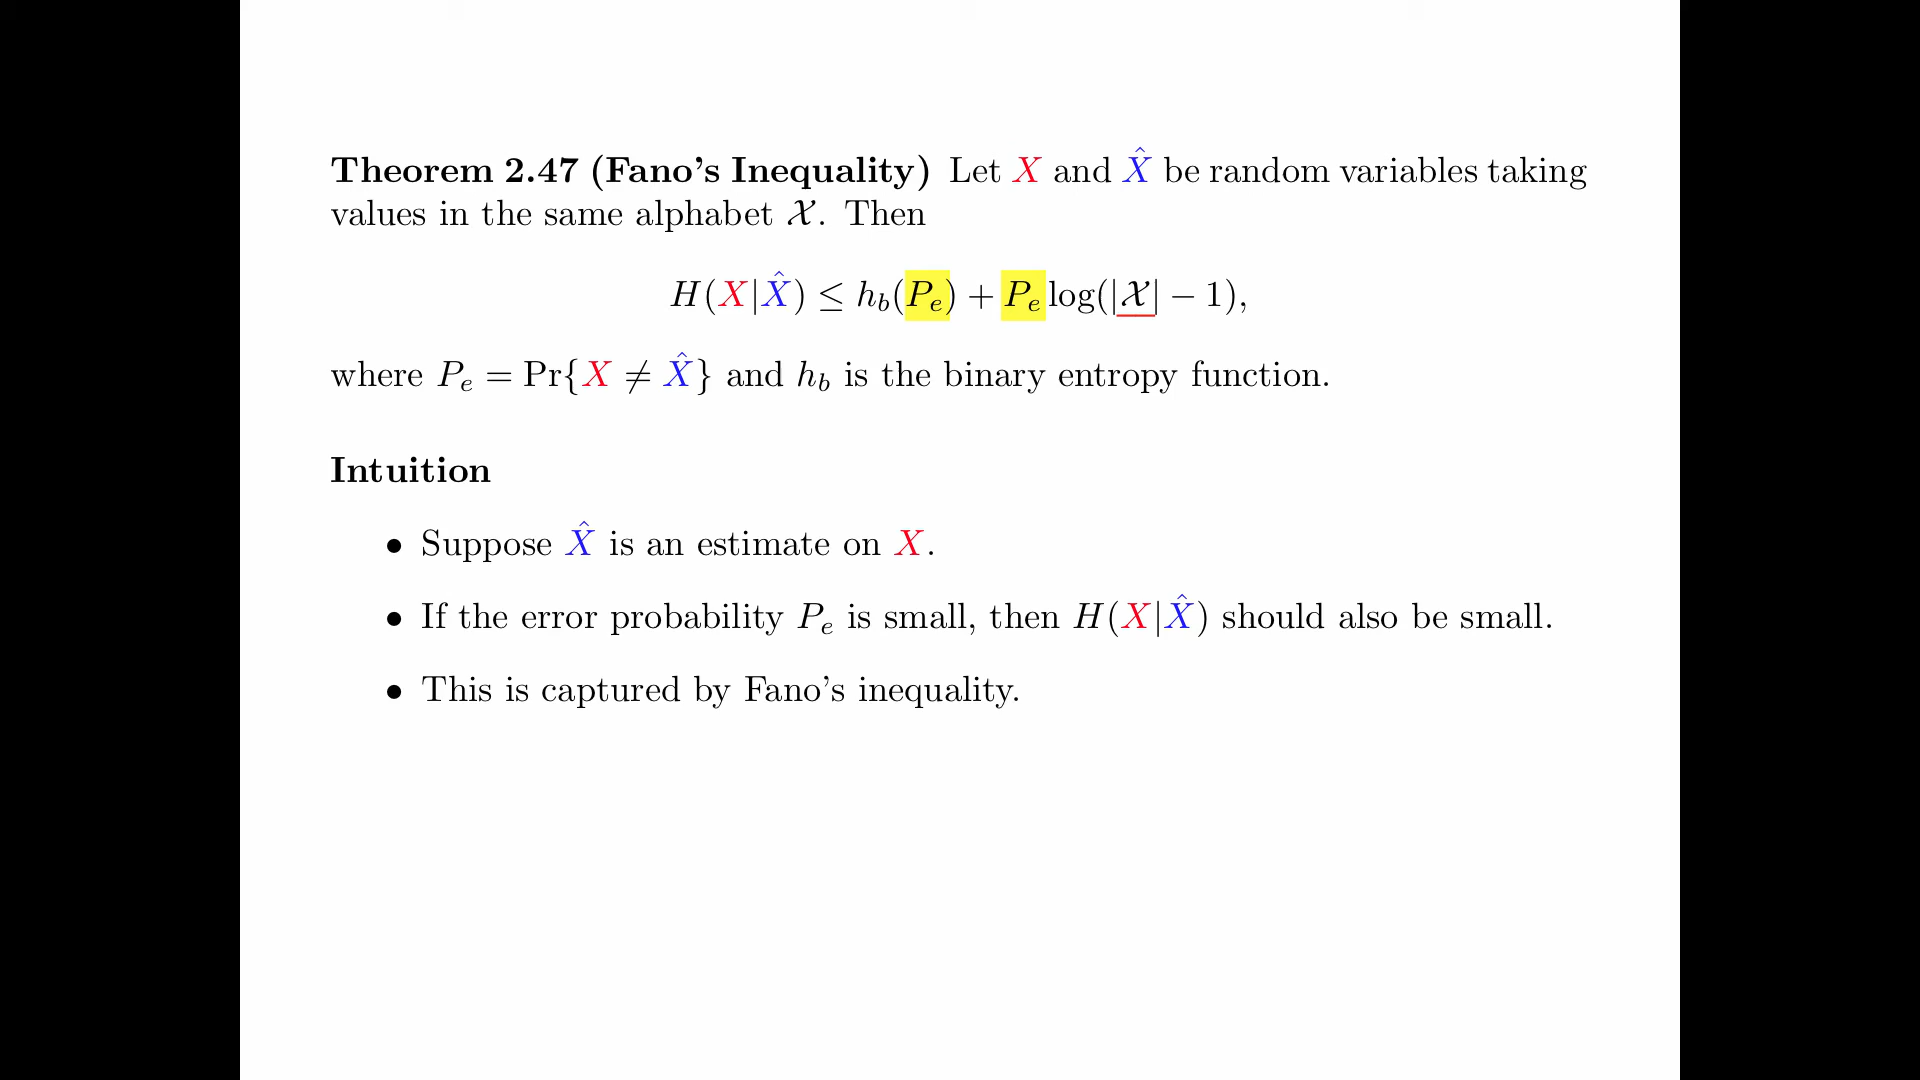 Theorem 2.47 (Fano's Inequality) Let X and X̂ be random variables taking
values in the same alphabet 𝒳. Then
H(X|X̂) ≤ h_b(P_e) + P_e log(|𝒳| − 1),
where P_e = Pr{X ≠ X̂} and h_b is the binary entropy function.
Intuition
• Suppose X̂ is an estimate on X.
• If the error probability P_e is small, then H(X|X̂) should also be small.
• This is captured by Fano's inequality.